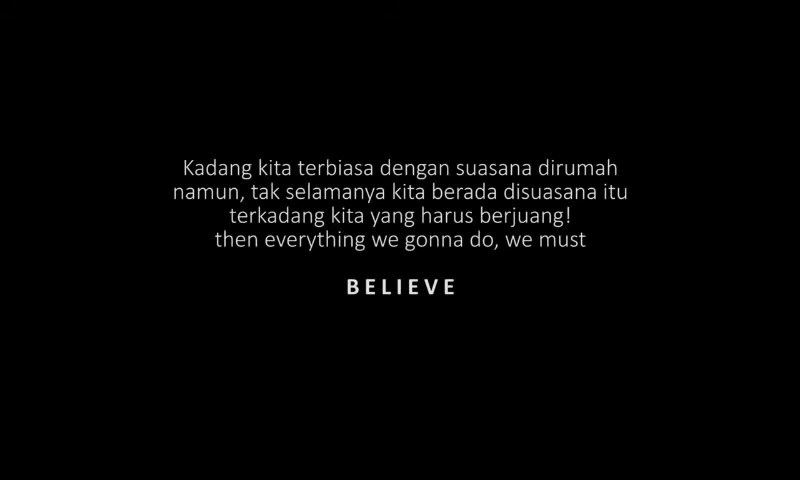 Kadang kita terbiasa dengan suasana dirumah
namun, tak selamanya kita berada disuasana itu
terkadang kita yang harus berjuang!
then everything we gonna do, we must
BELIEVE